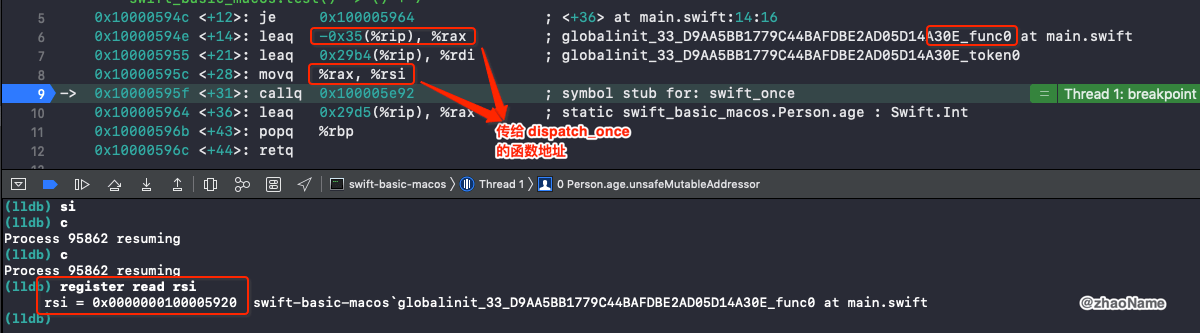 swift_basic_macos.test() -> () + 4
5 0x10000594c <+12>: je 0x100005964 ; <+36> at main.swift:14:16
6 0x10000594e <+14>: leaq -0x35(%rip), %rax ; globalinit_33_D9AA5BB1779C44BAFDBE2AD05D14A30E_func0 at main.swift
7 0x100005955 <+21>: leaq 0x29b4(%rip), %rdi ; globalinit_33_D9AA5BB1779C44BAFDBE2AD05D14A30E_token0
8 0x10000595c <+28>: movq %rax, %rsi
9 -> 0x10000595f <+31>: callq 0x100005e92 ; symbol stub for: swift_once = Thread 1: breakpoint
10 0x100005964 <+36>: leaq 0x29d5(%rip), %rax ; static swift_basic_macos.Person.age : Swift.Int
11 0x10000596b <+43>: popq %rbp
12 0x10000596c <+44>: retq
传给 dispatch_once
的函数地址
swift-basic-macos Thread 1 0 Person.age.unsafeMutableAddressor
(lldb) si
(lldb) c
Process 95862 resuming
(lldb) c
Process 95862 resuming
(lldb) register read rsi
rsi = 0x0000000100005920 swift-basic-macos`globalinit_33_D9AA5BB1779C44BAFDBE2AD05D14A30E_func0 at main.swift
(lldb)
@zhaoName